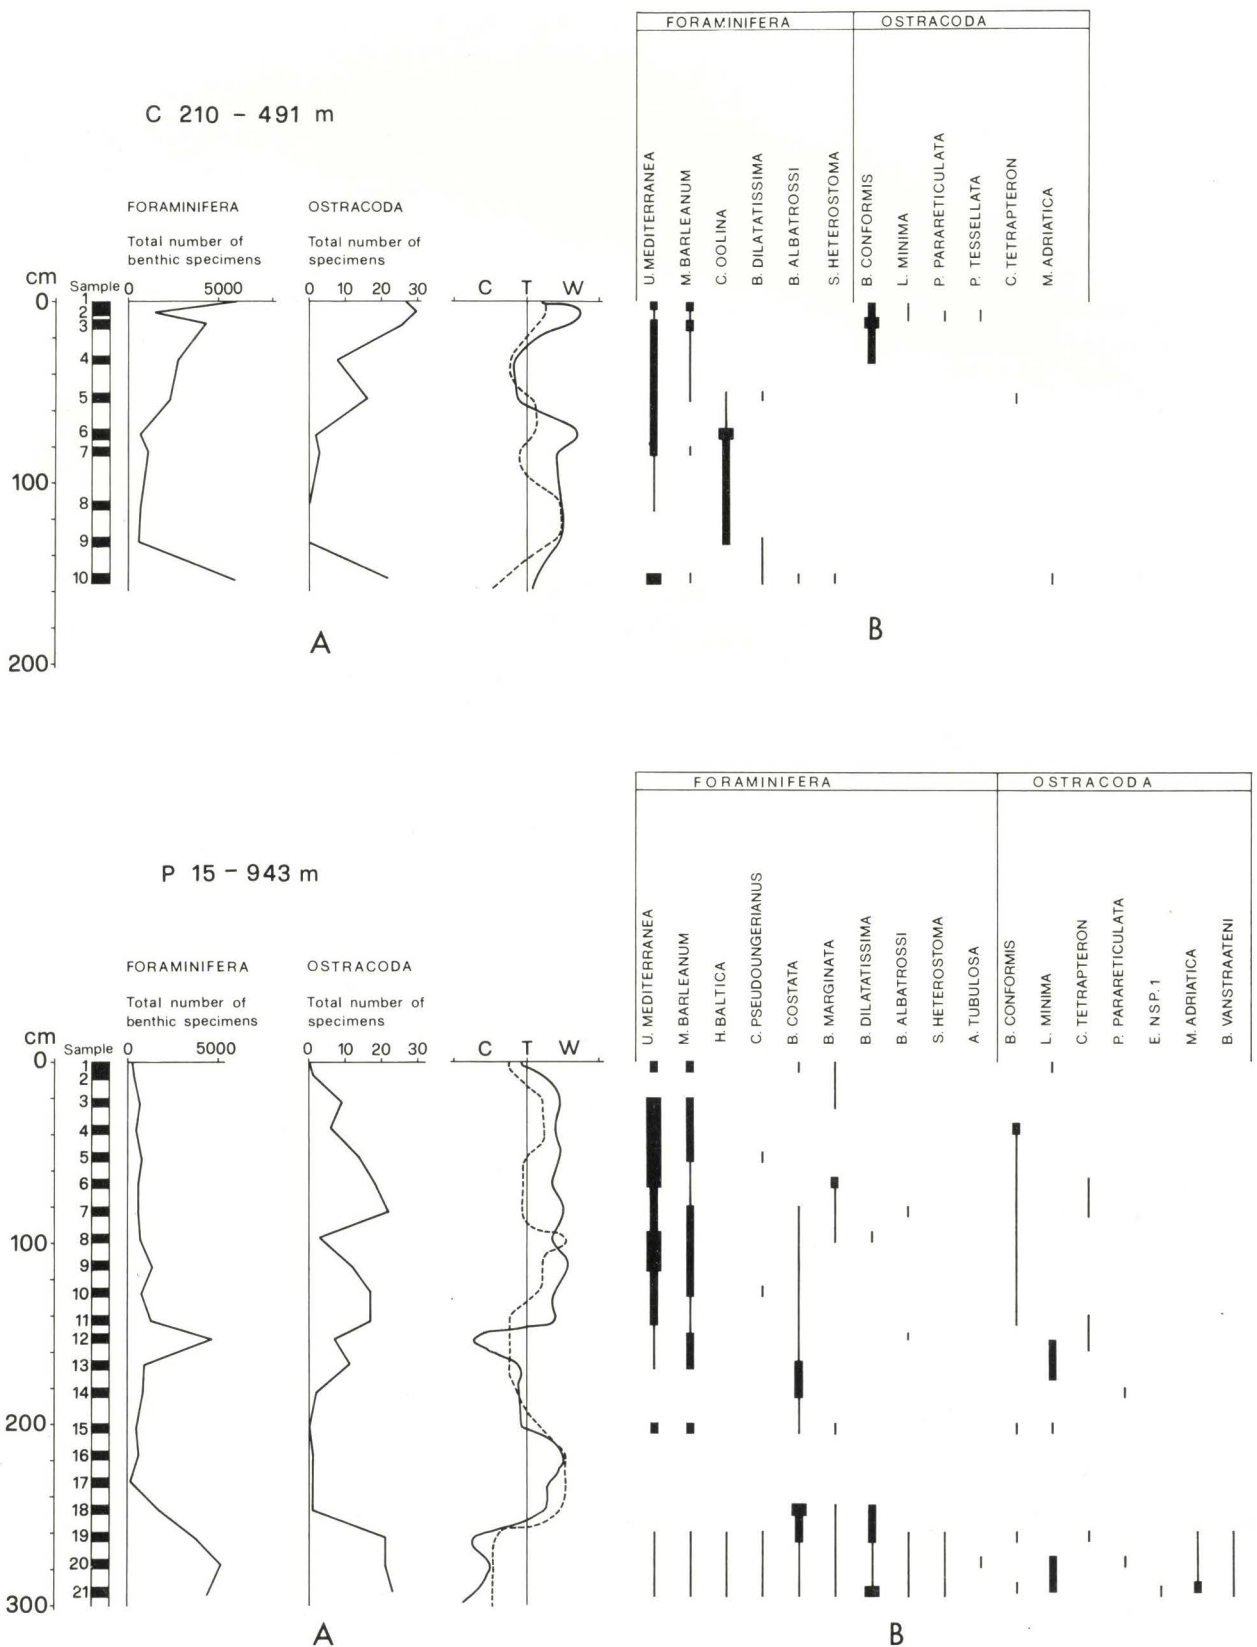 FORAMINIFERA OSTRACODA
C 210 – 491 m
U. MEDITERRANEA
M. BARLEANUM
C. OOLINA
B. DILATATISSIMA
B. ALBATROSSI
S. HETEROSTOMA
B. CONFORMIS
L. MINIMA
P. PARARETICULATA
P. TESSELLATA
C. TETRAPTERON
M. ADRIATICA
FORAMINIFERA OSTRACODA
Total number of Total number of
benthic specimens specimens
cm Sample 0 5000 0 10 20 30 C T W
0 1
2
3
4
5
6
7
100
8
9
10
A B
200
FORAMINIFERA OSTRACODA
P 15 – 943 m
U. MEDITERRANEA
M. BARLEANUM
H. BALTICA
C. PSEUDOUNGERIANUS
B. COSTATA
B. MARGINATA
B. DILATATISSIMA
B. ALBATROSSI
S. HETEROSTOMA
A. TUBULOSA
B. CONFORMIS
L. MINIMA
C. TETRAPTERON
P. PARARETICULATA
E. NSP. 1
M. ADRIATICA
B. VANSTRAATENI
FORAMINIFERA OSTRACODA
Total number of Total number of
benthic specimens specimens
cm Sample 0 5000 0 10 20 30 C T W
0 1
2
3
4
5
6
7
100 8
9
10
11
12
13
14
200 15
16
17
18
19
20
21
300
A B